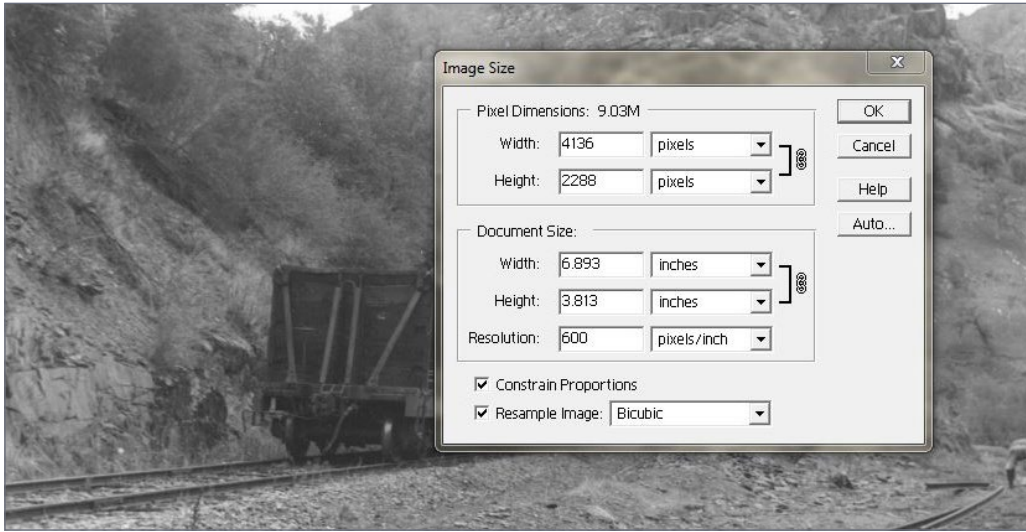 Image Size
X
Pixel Dimensions: 9.03M
Width: 4136 pixels
Height: 2288 pixels
Document Size:
Width: 6.893 inches
Height: 3.813 inches
Resolution: 600 pixels/inch
Constrain Proportions
Resample Image: Bicubic
OK
Cancel
Help
Auto...